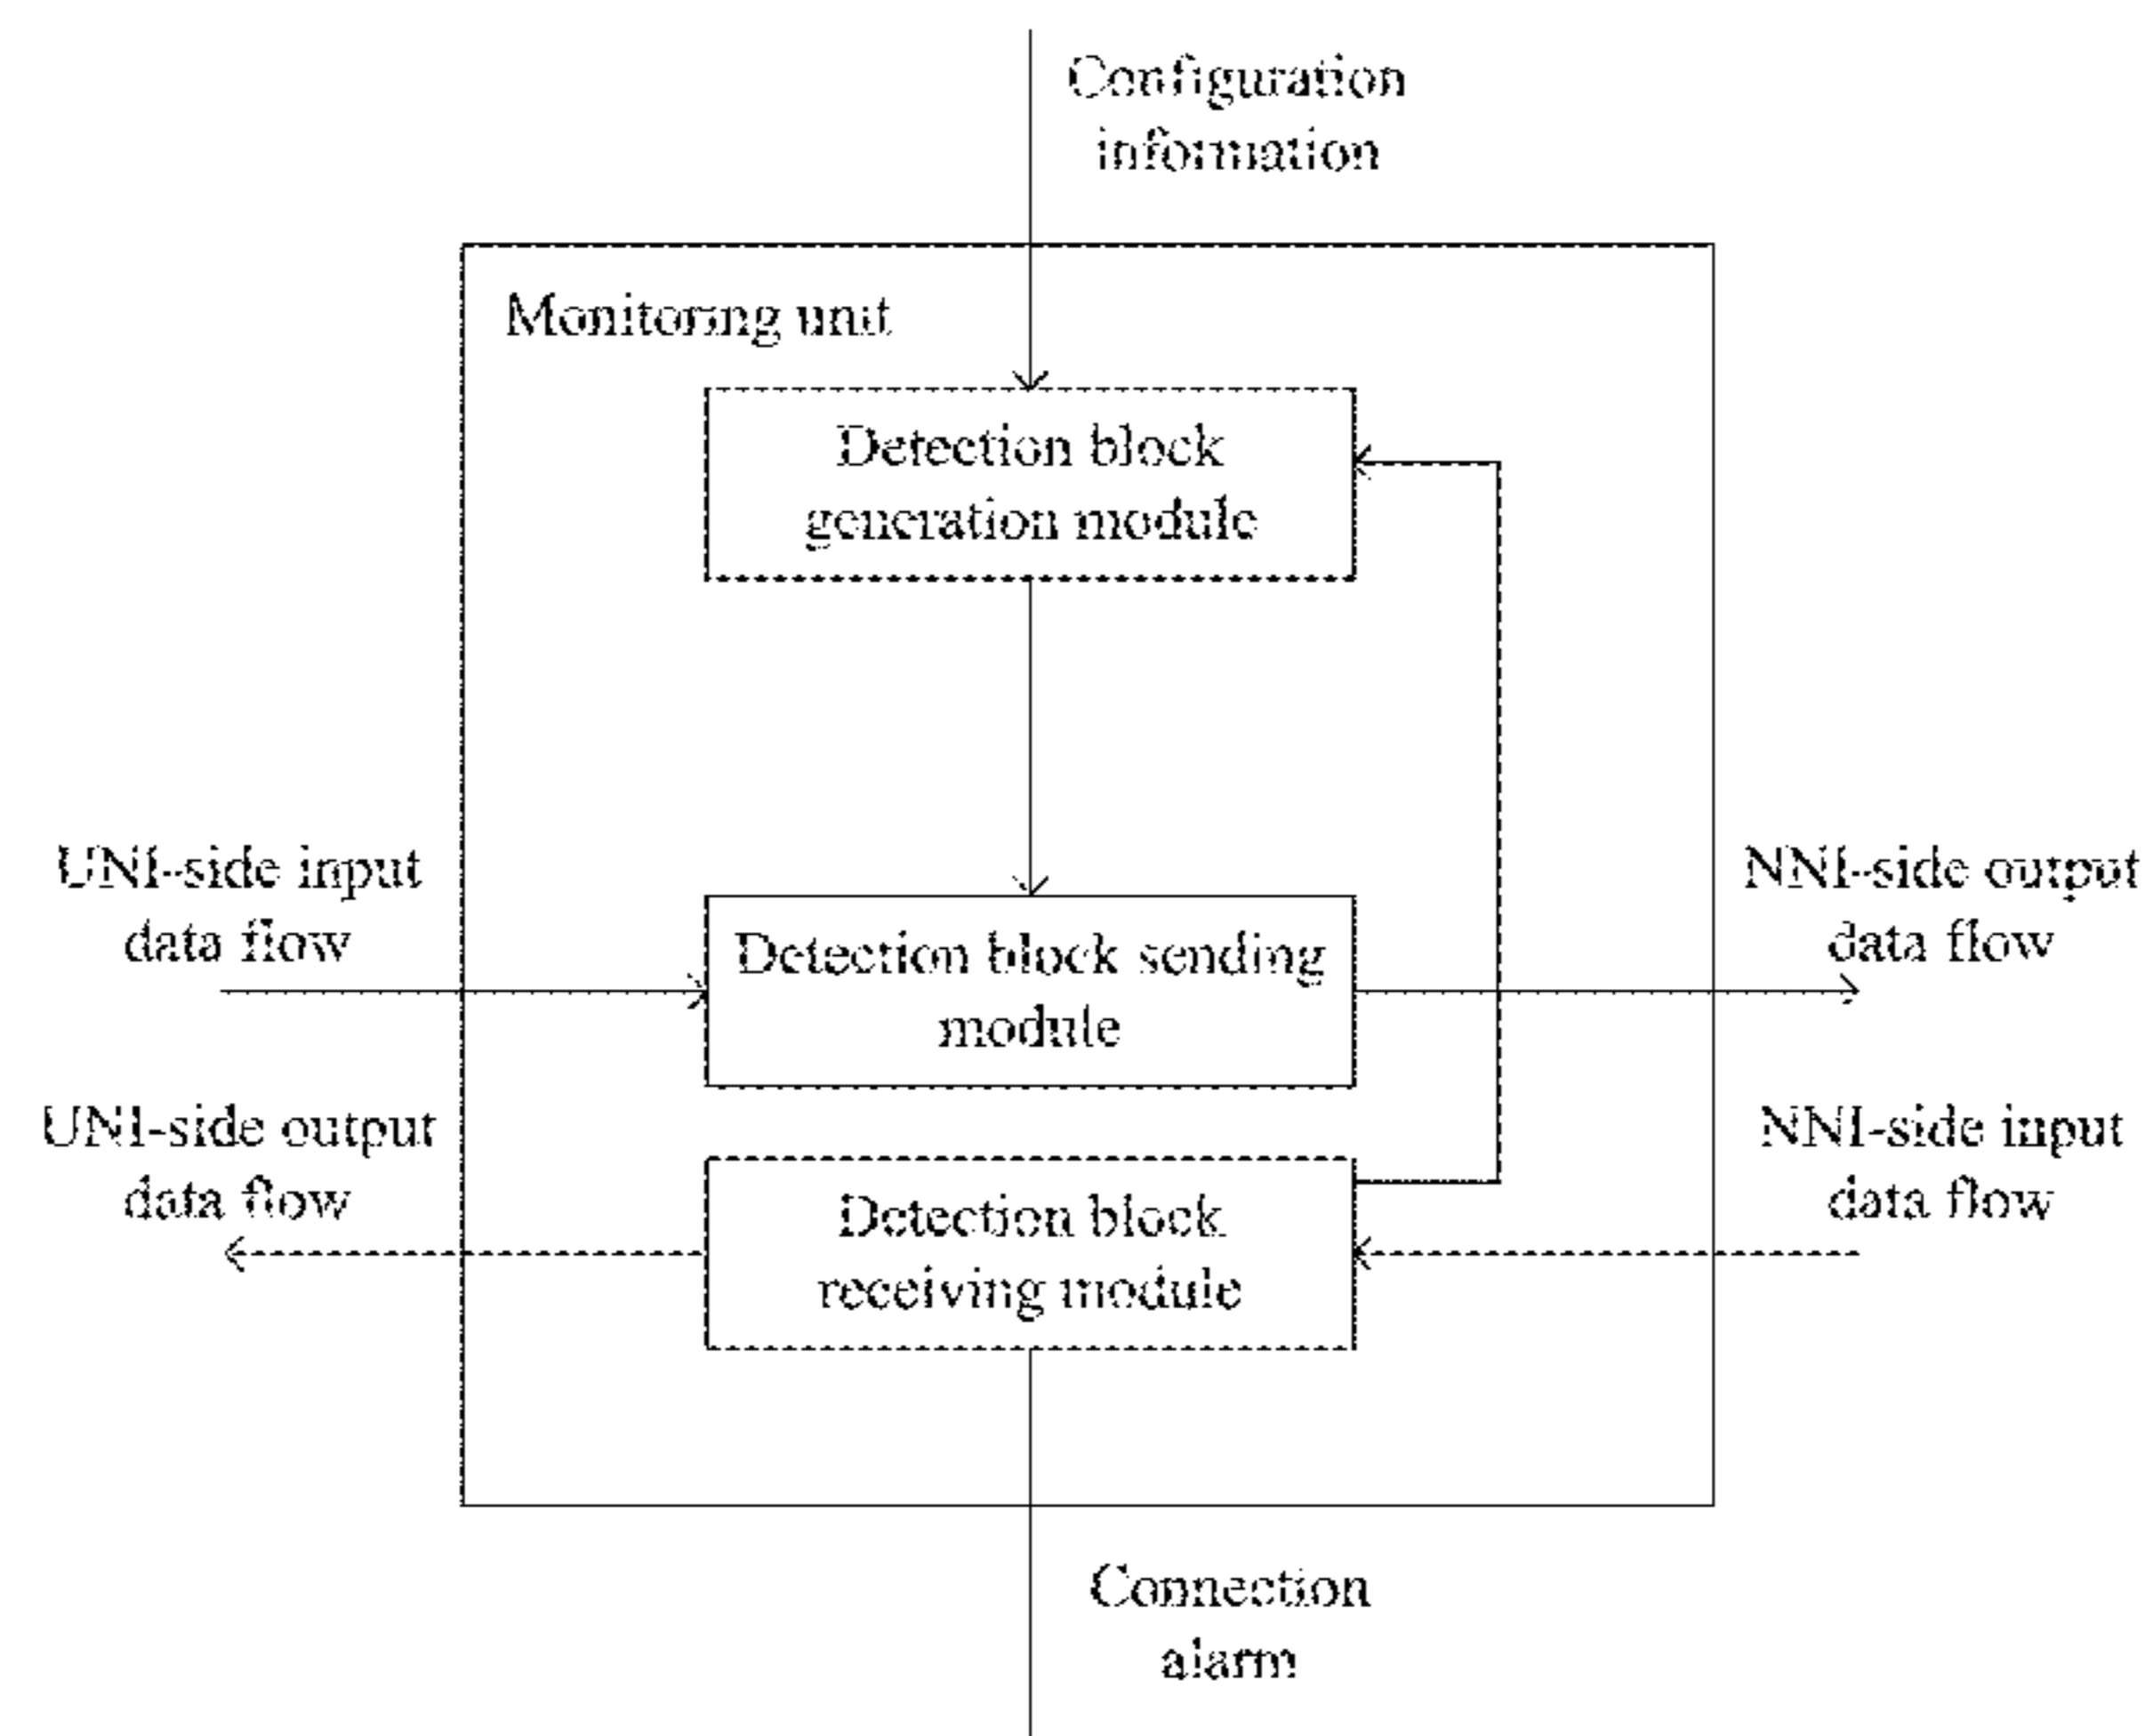 Configuration
information
Monitoring unit
Detection block
generation module
UNI-side input
data flow
NNI-side output
data flow
Detection block sending
module
UNI-side output
data flow
NNI-side input
data flow
Detection block
receiving module
Connection
alarm